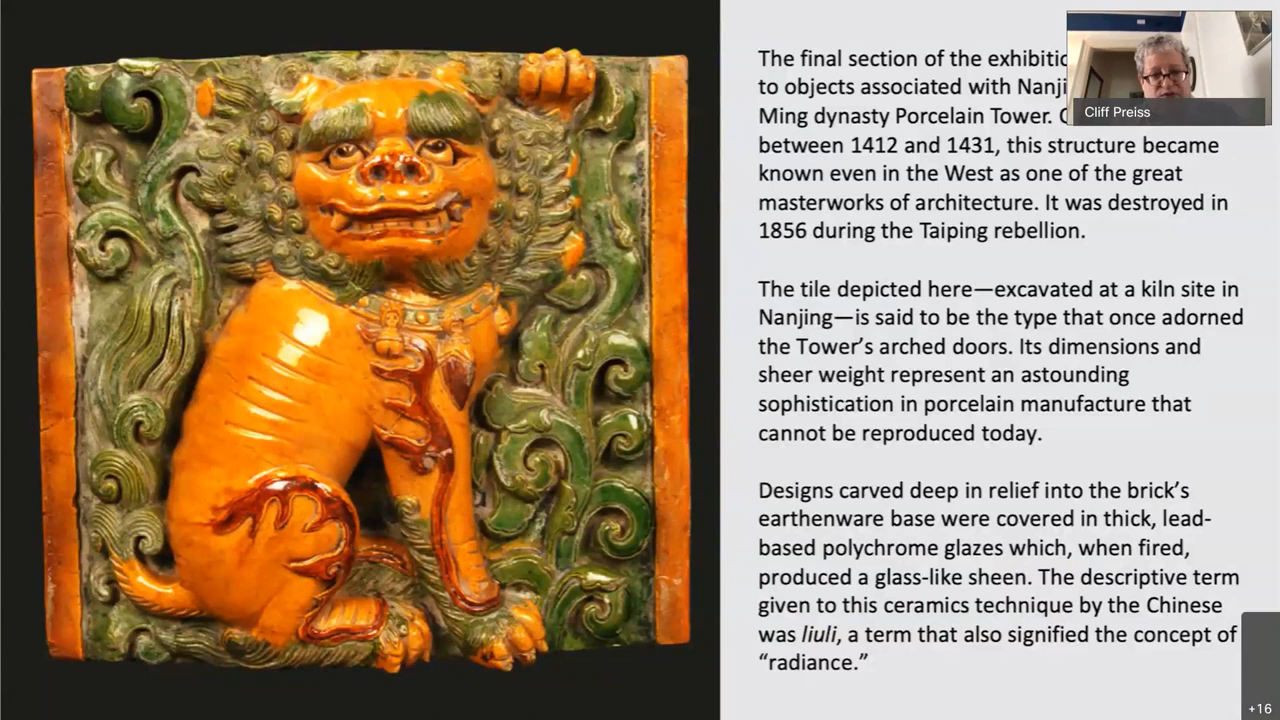 The final section of the exhibitio
to objects associated with Nanji
Ming dynasty Porcelain Tower.
between 1412 and 1431, this structure became
known even in the West as one of the great
masterworks of architecture. It was destroyed in
1856 during the Taiping rebellion.
The tile depicted here—excavated at a kiln site in
Nanjing—is said to be the type that once adorned
the Tower’s arched doors. Its dimensions and
sheer weight represent an astounding
sophistication in porcelain manufacture that
cannot be reproduced today.
Designs carved deep in relief into the brick’s
earthenware base were covered in thick, lead-
based polychrome glazes which, when fired,
produced a glass-like sheen. The descriptive term
given to this ceramics technique by the Chinese
was liuli, a term that also signified the concept of
“radiance.”
Cliff Preiss
+16